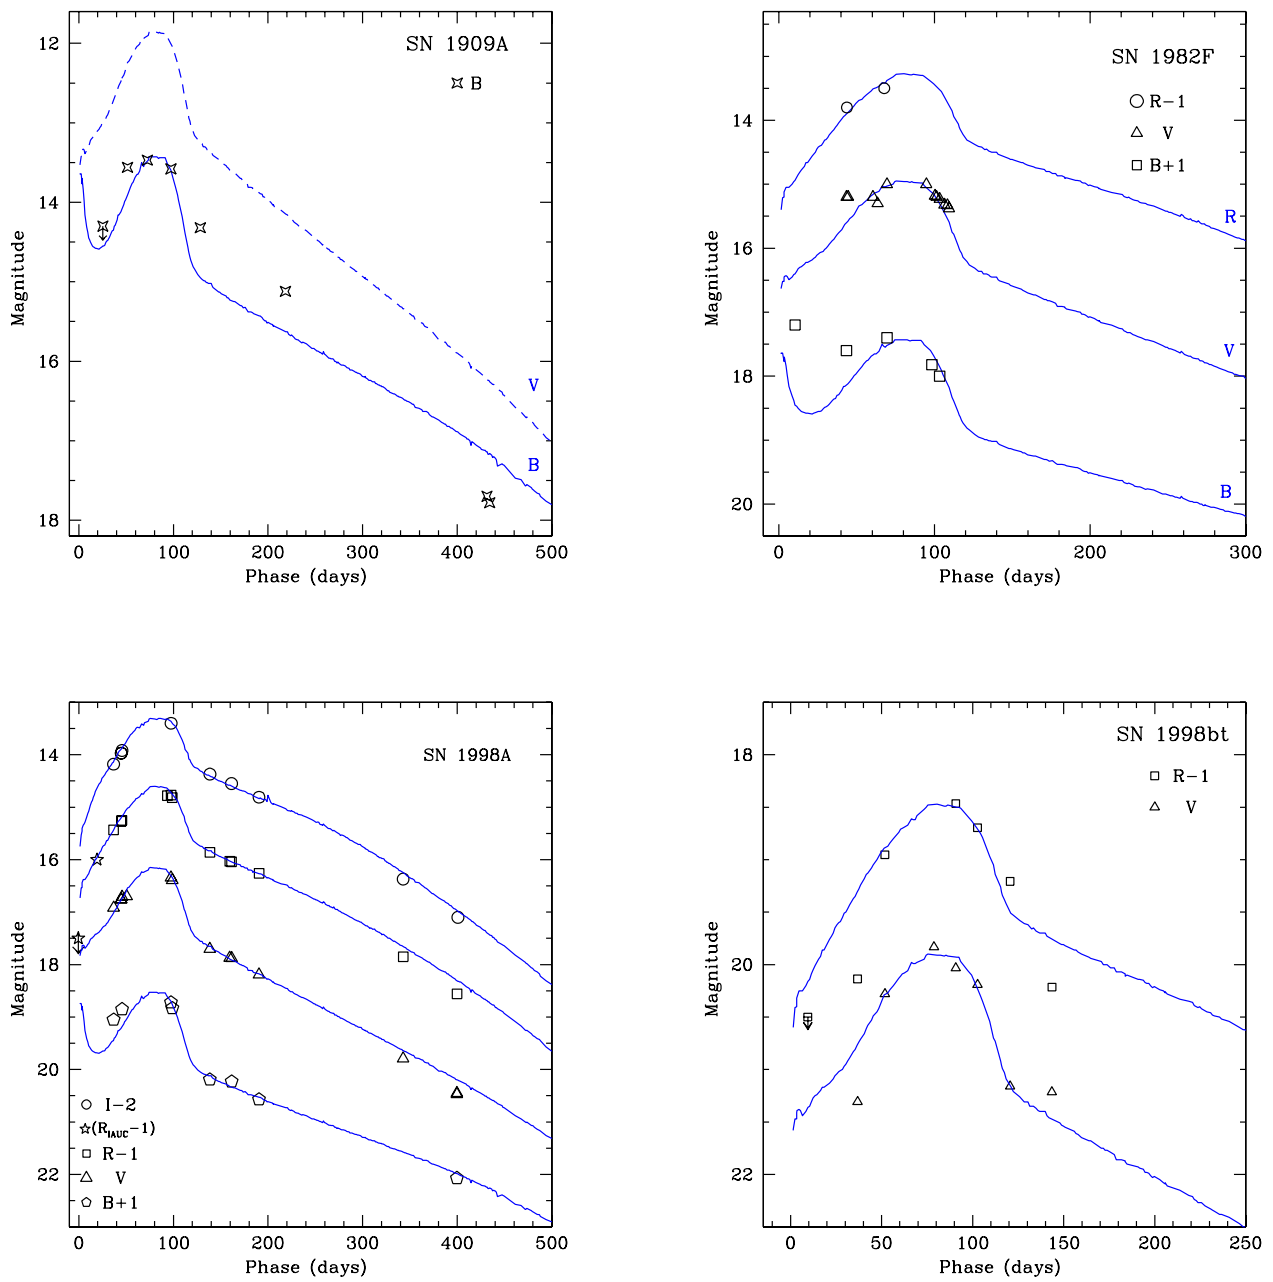 SN 1909A
B
V
B
12
14
16
18
Magnitude
0 100 200 300 400 500
Phase (days)
SN 1982F
R-1
V
B+1
R
V
B
14
16
18
20
Magnitude
0 100 200 300
Phase (days)
SN 1998A
I-2
(R_IAUC-1)
R-1
V
B+1
14
16
18
20
22
Magnitude
0 100 200 300 400 500
Phase (days)
SN 1998bt
R-1
V
18
20
22
Magnitude
0 50 100 150 200 250
Phase (days)